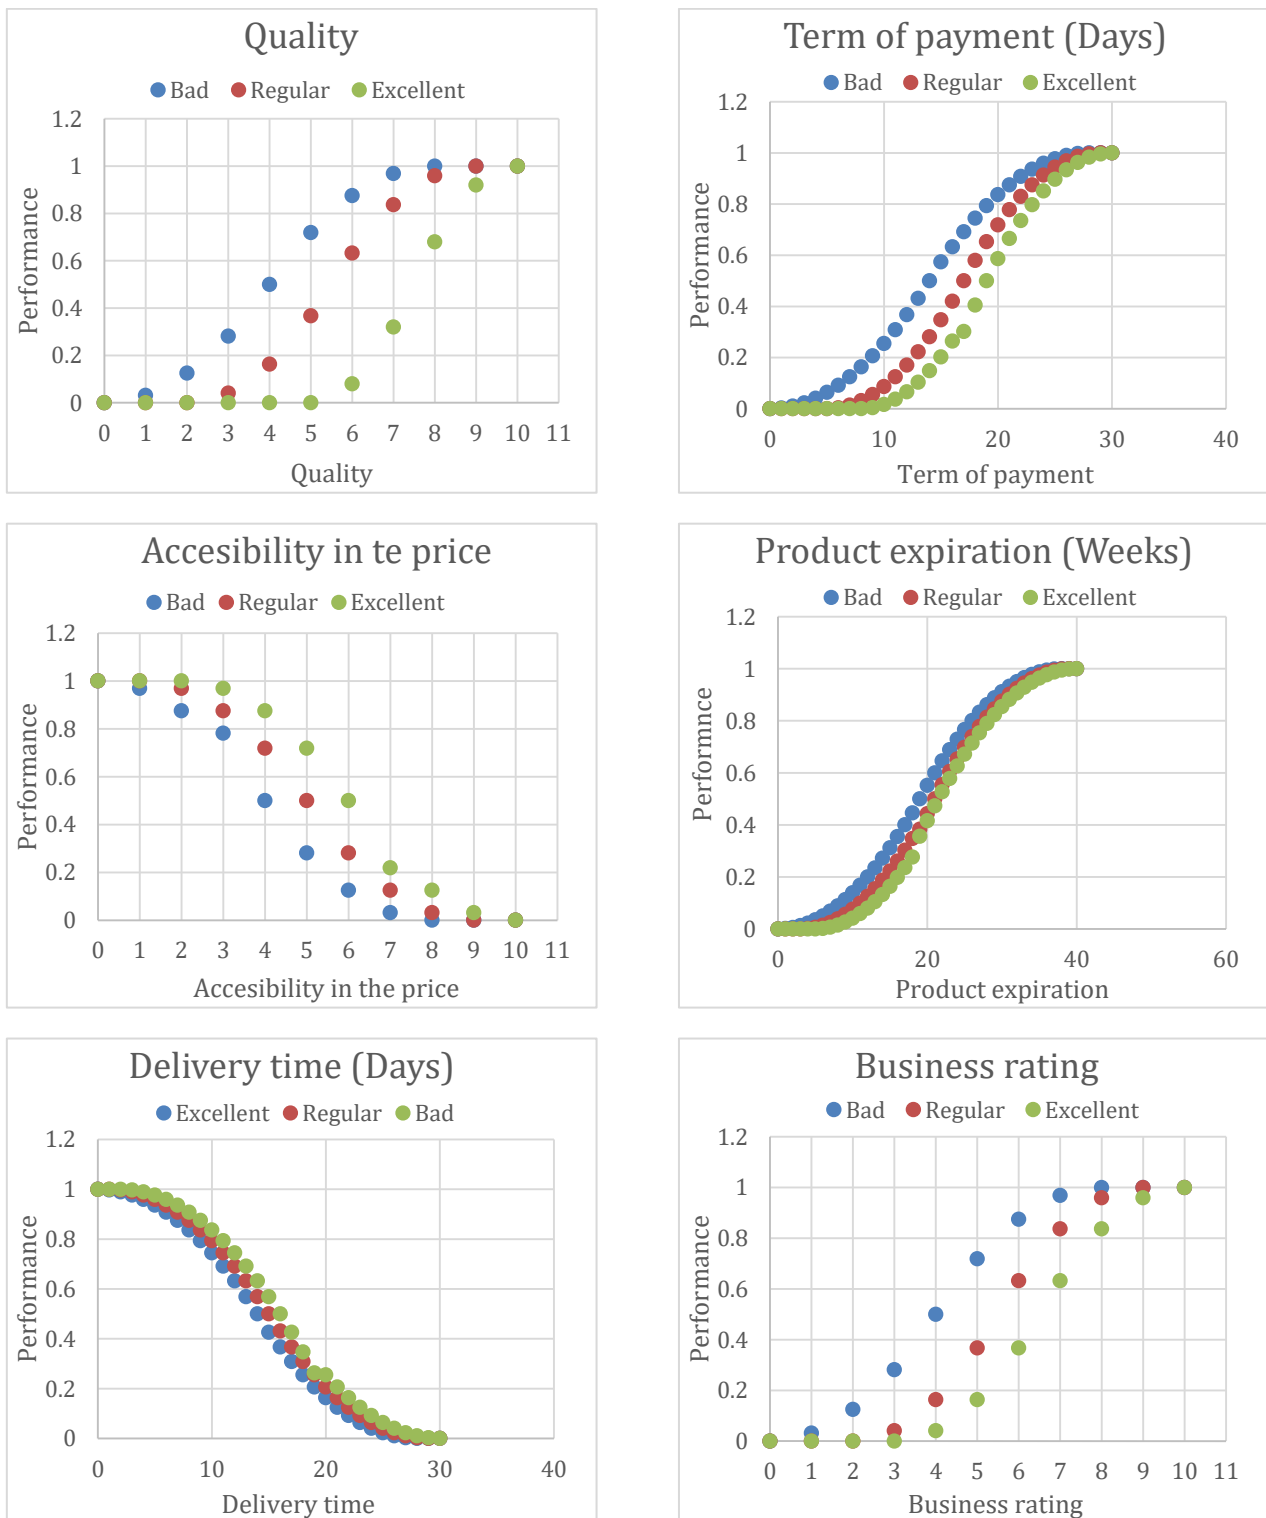 Quality
Bad Regular Excellent
1.2
1
0.8
0.6
0.4
0.2
0
0 1 2 3 4 5 6 7 8 9 10 11
Performance
Quality
Term of payment (Days)
Bad Regular Excellent
1.2
1
0.8
0.6
0.4
0.2
0
0 10 20 30 40
Performance
Term of payment
Accesibility in te price
Bad Regular Excellent
1.2
1
0.8
0.6
0.4
0.2
0
0 1 2 3 4 5 6 7 8 9 10 11
Performance
Accesibility in the price
Product expiration (Weeks)
Bad Regular Excellent
1.2
1
0.8
0.6
0.4
0.2
0
0 20 40 60
Performnce
Product expiration
Delivery time (Days)
Excellent Regular Bad
1.2
1
0.8
0.6
0.4
0.2
0
0 10 20 30 40
Performance
Delivery time
Business rating
Bad Regular Excellent
1.2
1
0.8
0.6
0.4
0.2
0
0 1 2 3 4 5 6 7 8 9 10 11
Performance
Business rating